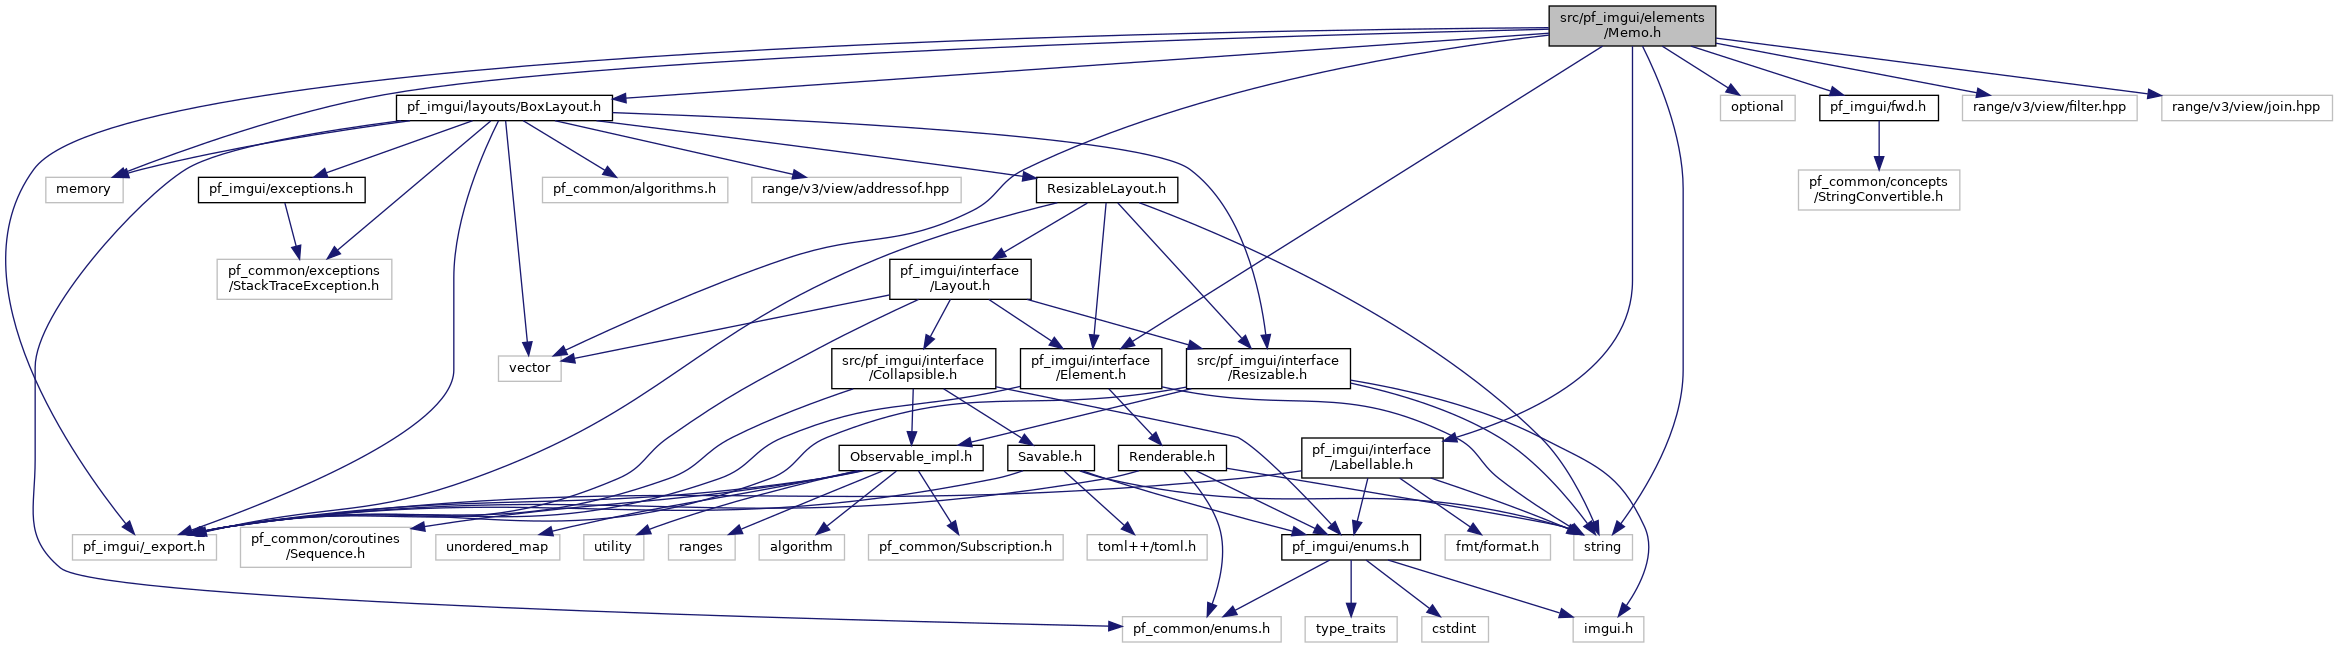 src/pf_imgui/elements
/Memo.h
pf_imgui/layouts/BoxLayout.h
optional
pf_imgui/fwd.h
range/v3/view/filter.hpp
range/v3/view/join.hpp
memory
pf_imgui/exceptions.h
pf_common/algorithms.h
range/v3/view/addressof.hpp
ResizableLayout.h
pf_common/concepts
/StringConvertible.h
pf_common/exceptions
/StackTraceException.h
pf_imgui/interface
/Layout.h
vector
src/pf_imgui/interface
/Collapsible.h
pf_imgui/interface
/Element.h
src/pf_imgui/interface
/Resizable.h
Observable_impl.h
Savable.h
Renderable.h
pf_imgui/interface
/Labellable.h
pf_imgui/_export.h
pf_common/coroutines
/Sequence.h
unordered_map
utility
ranges
algorithm
pf_common/Subscription.h
toml++/toml.h
pf_imgui/enums.h
fmt/format.h
string
pf_common/enums.h
type_traits
cstdint
imgui.h